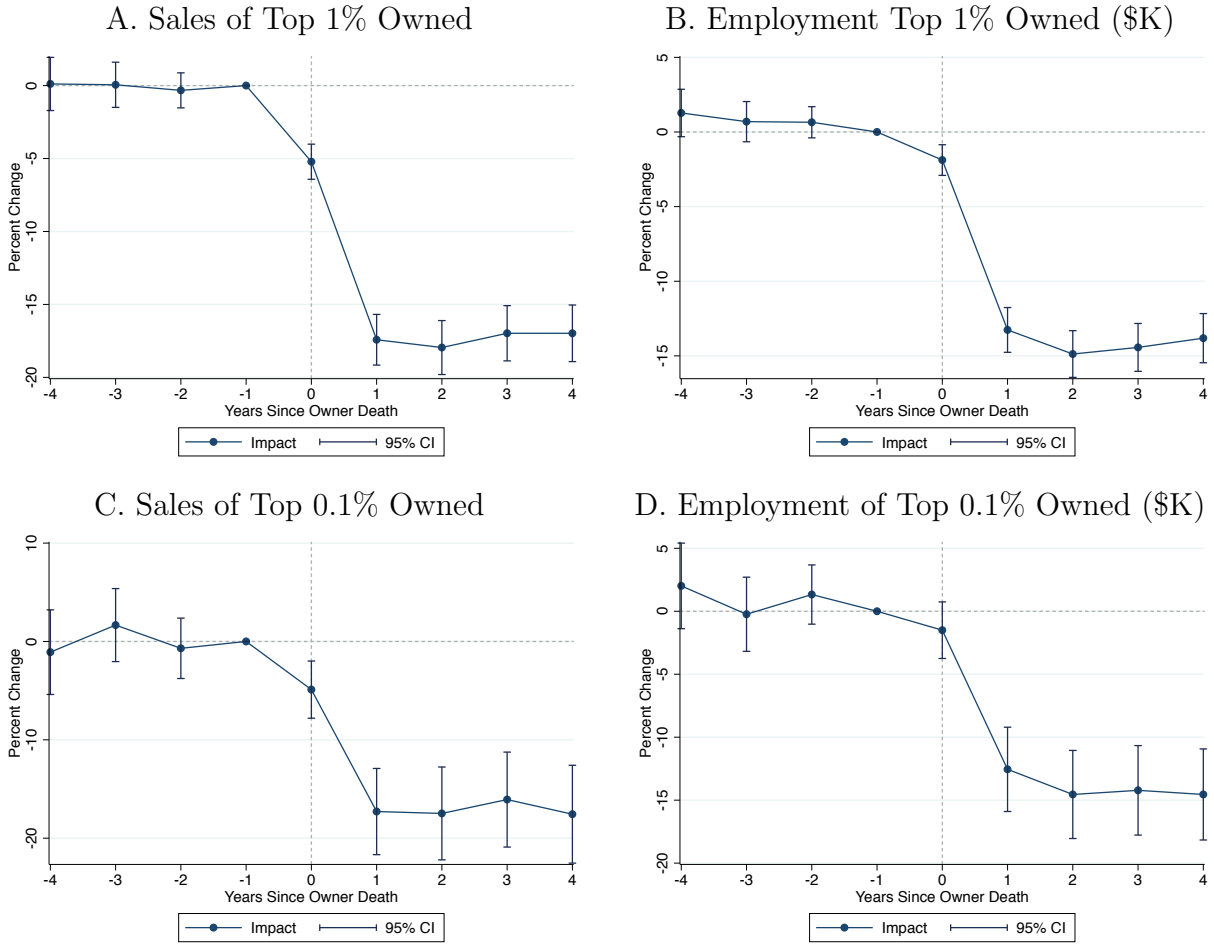 A. Sales of Top 1% Owned
0
-5
-10
-15
-20
Percent Change
-4 -3 -2 -1 0 1 2 3 4
Years Since Owner Death
Impact 95% CI
B. Employment Top 1% Owned ($K)
5
0
-5
-10
-15
Percent Change
-4 -3 -2 -1 0 1 2 3 4
Years Since Owner Death
Impact 95% CI
C. Sales of Top 0.1% Owned
10
0
-10
-20
Percent Change
-4 -3 -2 -1 0 1 2 3 4
Years Since Owner Death
Impact 95% CI
D. Employment of Top 0.1% Owned ($K)
5
0
-5
-10
-15
-20
Percent Change
-4 -3 -2 -1 0 1 2 3 4
Years Since Owner Death
Impact 95% CI